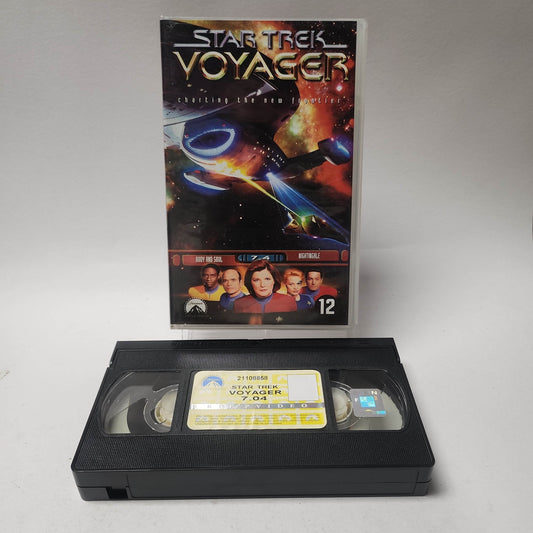 STAR TREK
VOYAGER
charting the new frontier
BODY AND SOUL
7.4
NIGHTINGALE
12
21109858
STAR TREK
VOYAGER
7.04
VIDEO
F
N